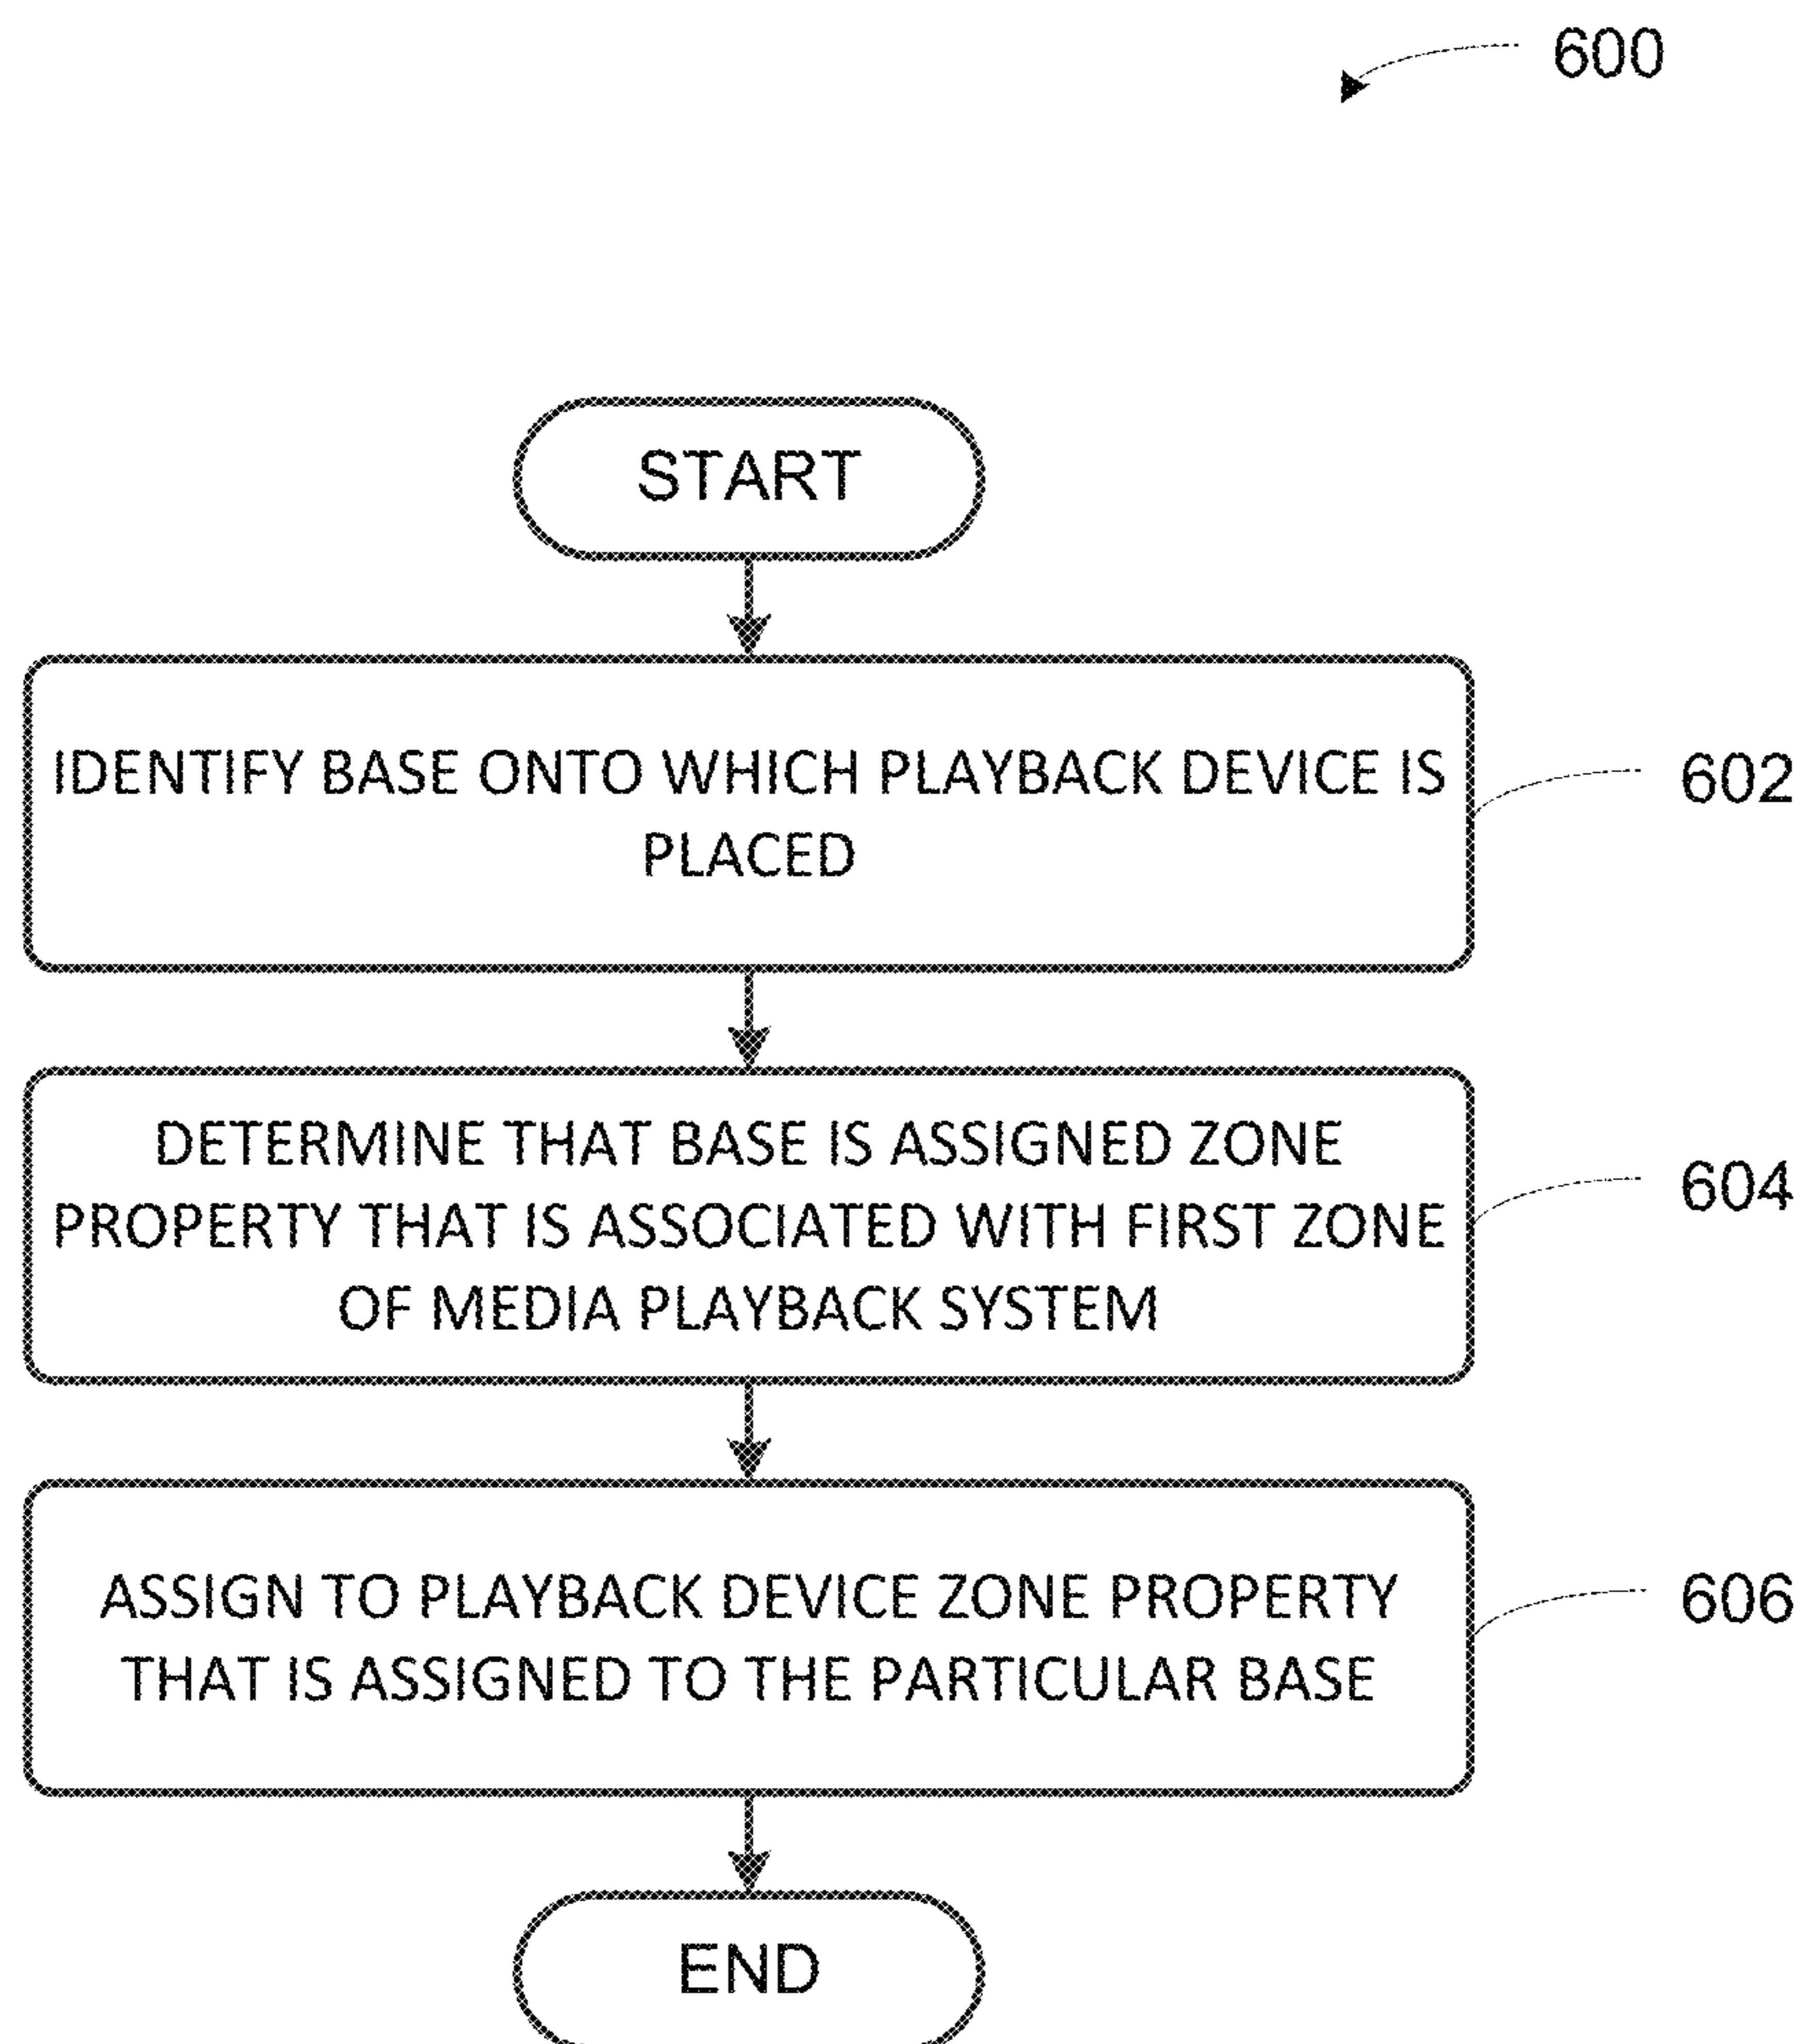 600
START
IDENTIFY BASE ONTO WHICH PLAYBACK DEVICE IS
PLACED
602
DETERMINE THAT BASE IS ASSIGNED ZONE
PROPERTY THAT IS ASSOCIATED WITH FIRST ZONE
OF MEDIA PLAYBACK SYSTEM
604
ASSIGN TO PLAYBACK DEVICE ZONE PROPERTY
THAT IS ASSIGNED TO THE PARTICULAR BASE
606
END